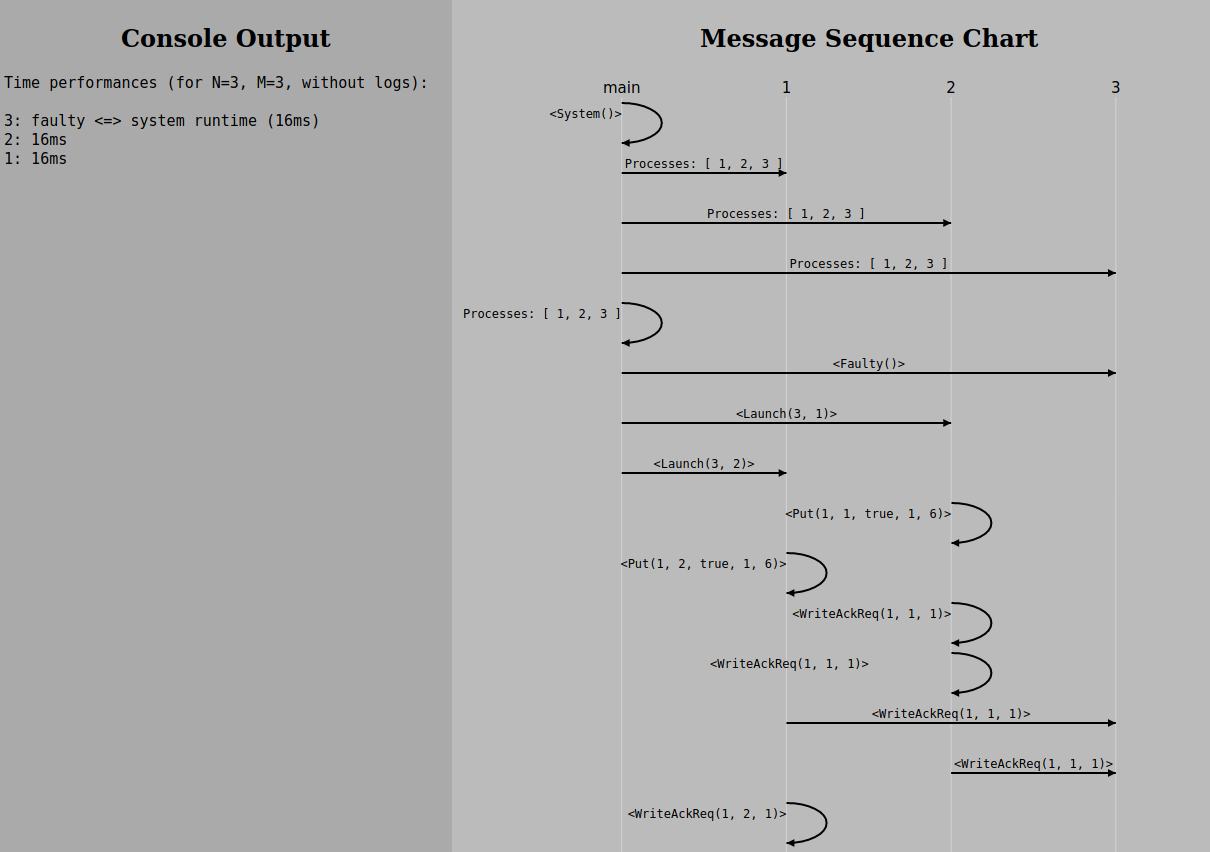 Console Output
Time performances (for N=3, M=3, without logs):
3: faulty <=> system runtime (16ms)
2: 16ms
1: 16ms
Message Sequence Chart
main 1 2 3
<System()>
Processes: [ 1, 2, 3 ]
Processes: [ 1, 2, 3 ]
Processes: [ 1, 2, 3 ]
Processes: [ 1, 2, 3 ]
<Faulty()>
<Launch(3, 1)>
<Launch(3, 2)>
<Put(1, 1, true, 1, 6)>
<Put(1, 2, true, 1, 6)>
<WriteAckReq(1, 1, 1)>
<WriteAckReq(1, 1, 1)>
<WriteAckReq(1, 1, 1)>
<WriteAckReq(1, 1, 1)>
<WriteAckReq(1, 2, 1)>